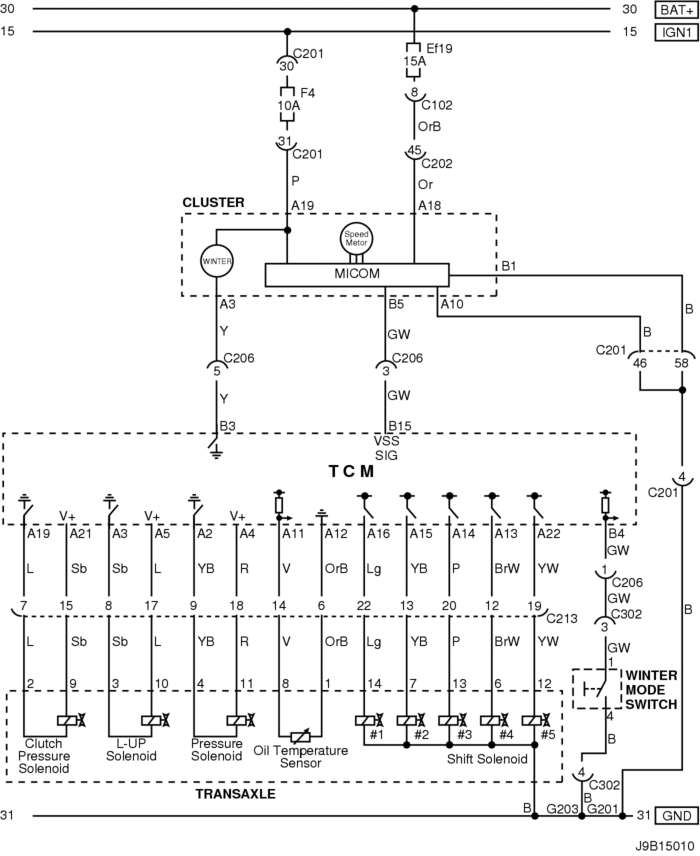 30 30 BAT+
15 15 IGN1
C201
30
Ef19
15A
F4
10A
8
C102
OrB
31
C201
45
C202
P
Or
CLUSTER
A19
A18
Speed
Motor
WINTER
MICOM
B1
A3
B5
A10
Y
GW
B
B
C206
5
C206
3
C201
46
58
Y
GW
B3
B15
VSS
SIG
TCM
4
C201
V+ V+ V+
A19 A21 A3 A5 A2 A4 A11 A12 A16 A15 A14 A13 A22 B4
GW
L Sb Sb L YB R V OrB Lg YB P BrW YW
1
C206
GW
7 15 8 17 9 18 14 6 22 13 20 12 19
C213
C302
3
B
L Sb Sb L YB R V OrB Lg YB P BrW YW
GW
2 9 3 10 4 11 8 1 14 7 13 6 12
1
WINTER
MODE
SWITCH
4
#1 #2 #3 #4 #5
B
Clutch
Pressure
Solenoid
L-UP
Solenoid
Pressure
Solenoid
Oil Temperature
Sensor
Shift Solenoid
4
C302
TRANSAXLE
B
B G203 G201
31 31 GND
J9B15010